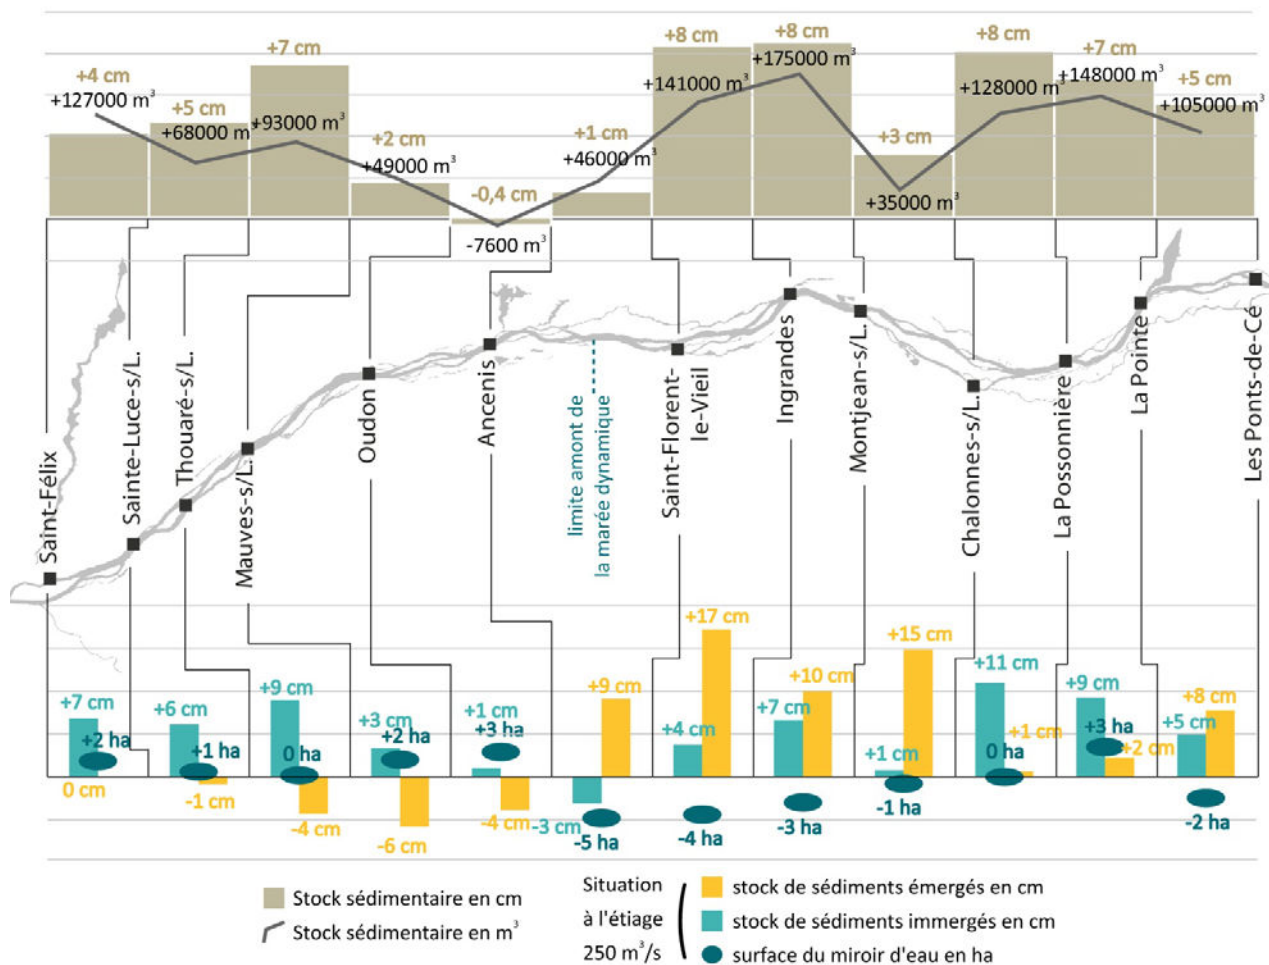 +4 cm
+127000 m³
+5 cm
+68000 m³
+7 cm
+93000 m³
+2 cm
+49000 m³
-0,4 cm
-7600 m³
+1 cm
+46000 m³
+8 cm
+141000 m³
+8 cm
+175000 m³
+3 cm
+35000 m³
+8 cm
+128000 m³
+7 cm
+148000 m³
+5 cm
+105000 m³
Saint-Félix
Sainte-Luce-s/L.
Thouaré-s/L.
Mauves-s/L.
Oudon
Ancenis
limite amont de
la marée dynamique
Saint-Florent-
le-Vieil
Ingrandes
Montjean-s/L.
Chalonnes-s/L.
La Possonnière
La Pointe
Les Ponts-de-Cé
+7 cm
+2 ha
0 cm
+6 cm
+1 ha
-1 cm
+9 cm
0 ha
-4 cm
+3 cm
+2 ha
-6 cm
+1 cm
+3 ha
-4 cm
+9 cm
-3 cm
-5 ha
+17 cm
+4 cm
-4 ha
+10 cm
+7 cm
-3 ha
+15 cm
+1 cm
-1 ha
+11 cm
0 ha
+1 cm
+9 cm
+3 ha
+2 cm
+8 cm
+5 cm
-2 ha
Stock sédimentaire en cm
Stock sédimentaire en m³
Situation
à l'étiage
250 m³/s
stock de sédiments émergés en cm
stock de sédiments immergés en cm
surface du miroir d'eau en ha